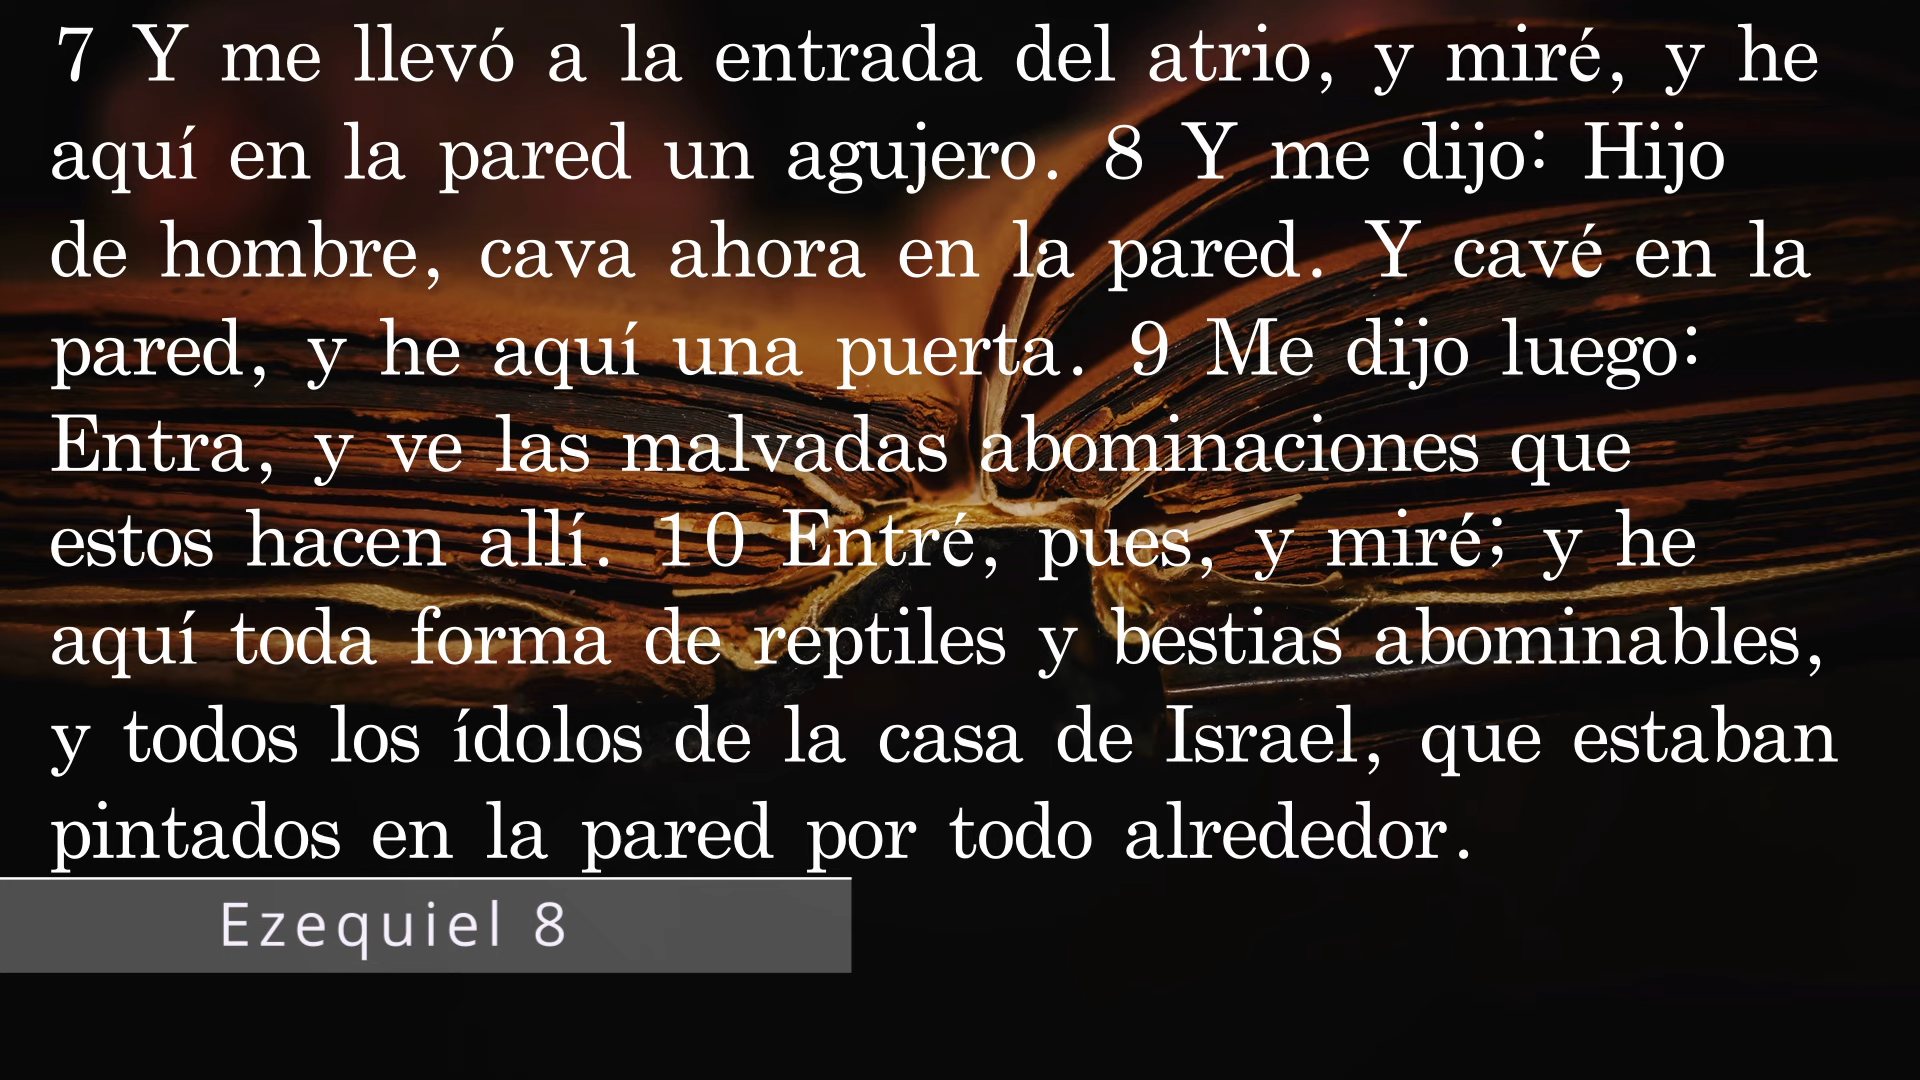 7 Y me llevó a la entrada del atrio, y miré, y he
aquí en la pared un agujero. 8 Y me dijo: Hijo
de hombre, cava ahora en la pared. Y cavé en la
pared, y he aquí una puerta. 9 Me dijo luego:
Entra, y ve las malvadas abominaciones que
estos hacen allí. 10 Entré, pues, y miré; y he
aquí toda forma de reptiles y bestias abominables,
y todos los ídolos de la casa de Israel, que estaban
pintados en la pared por todo alrededor.
Ezequiel 8